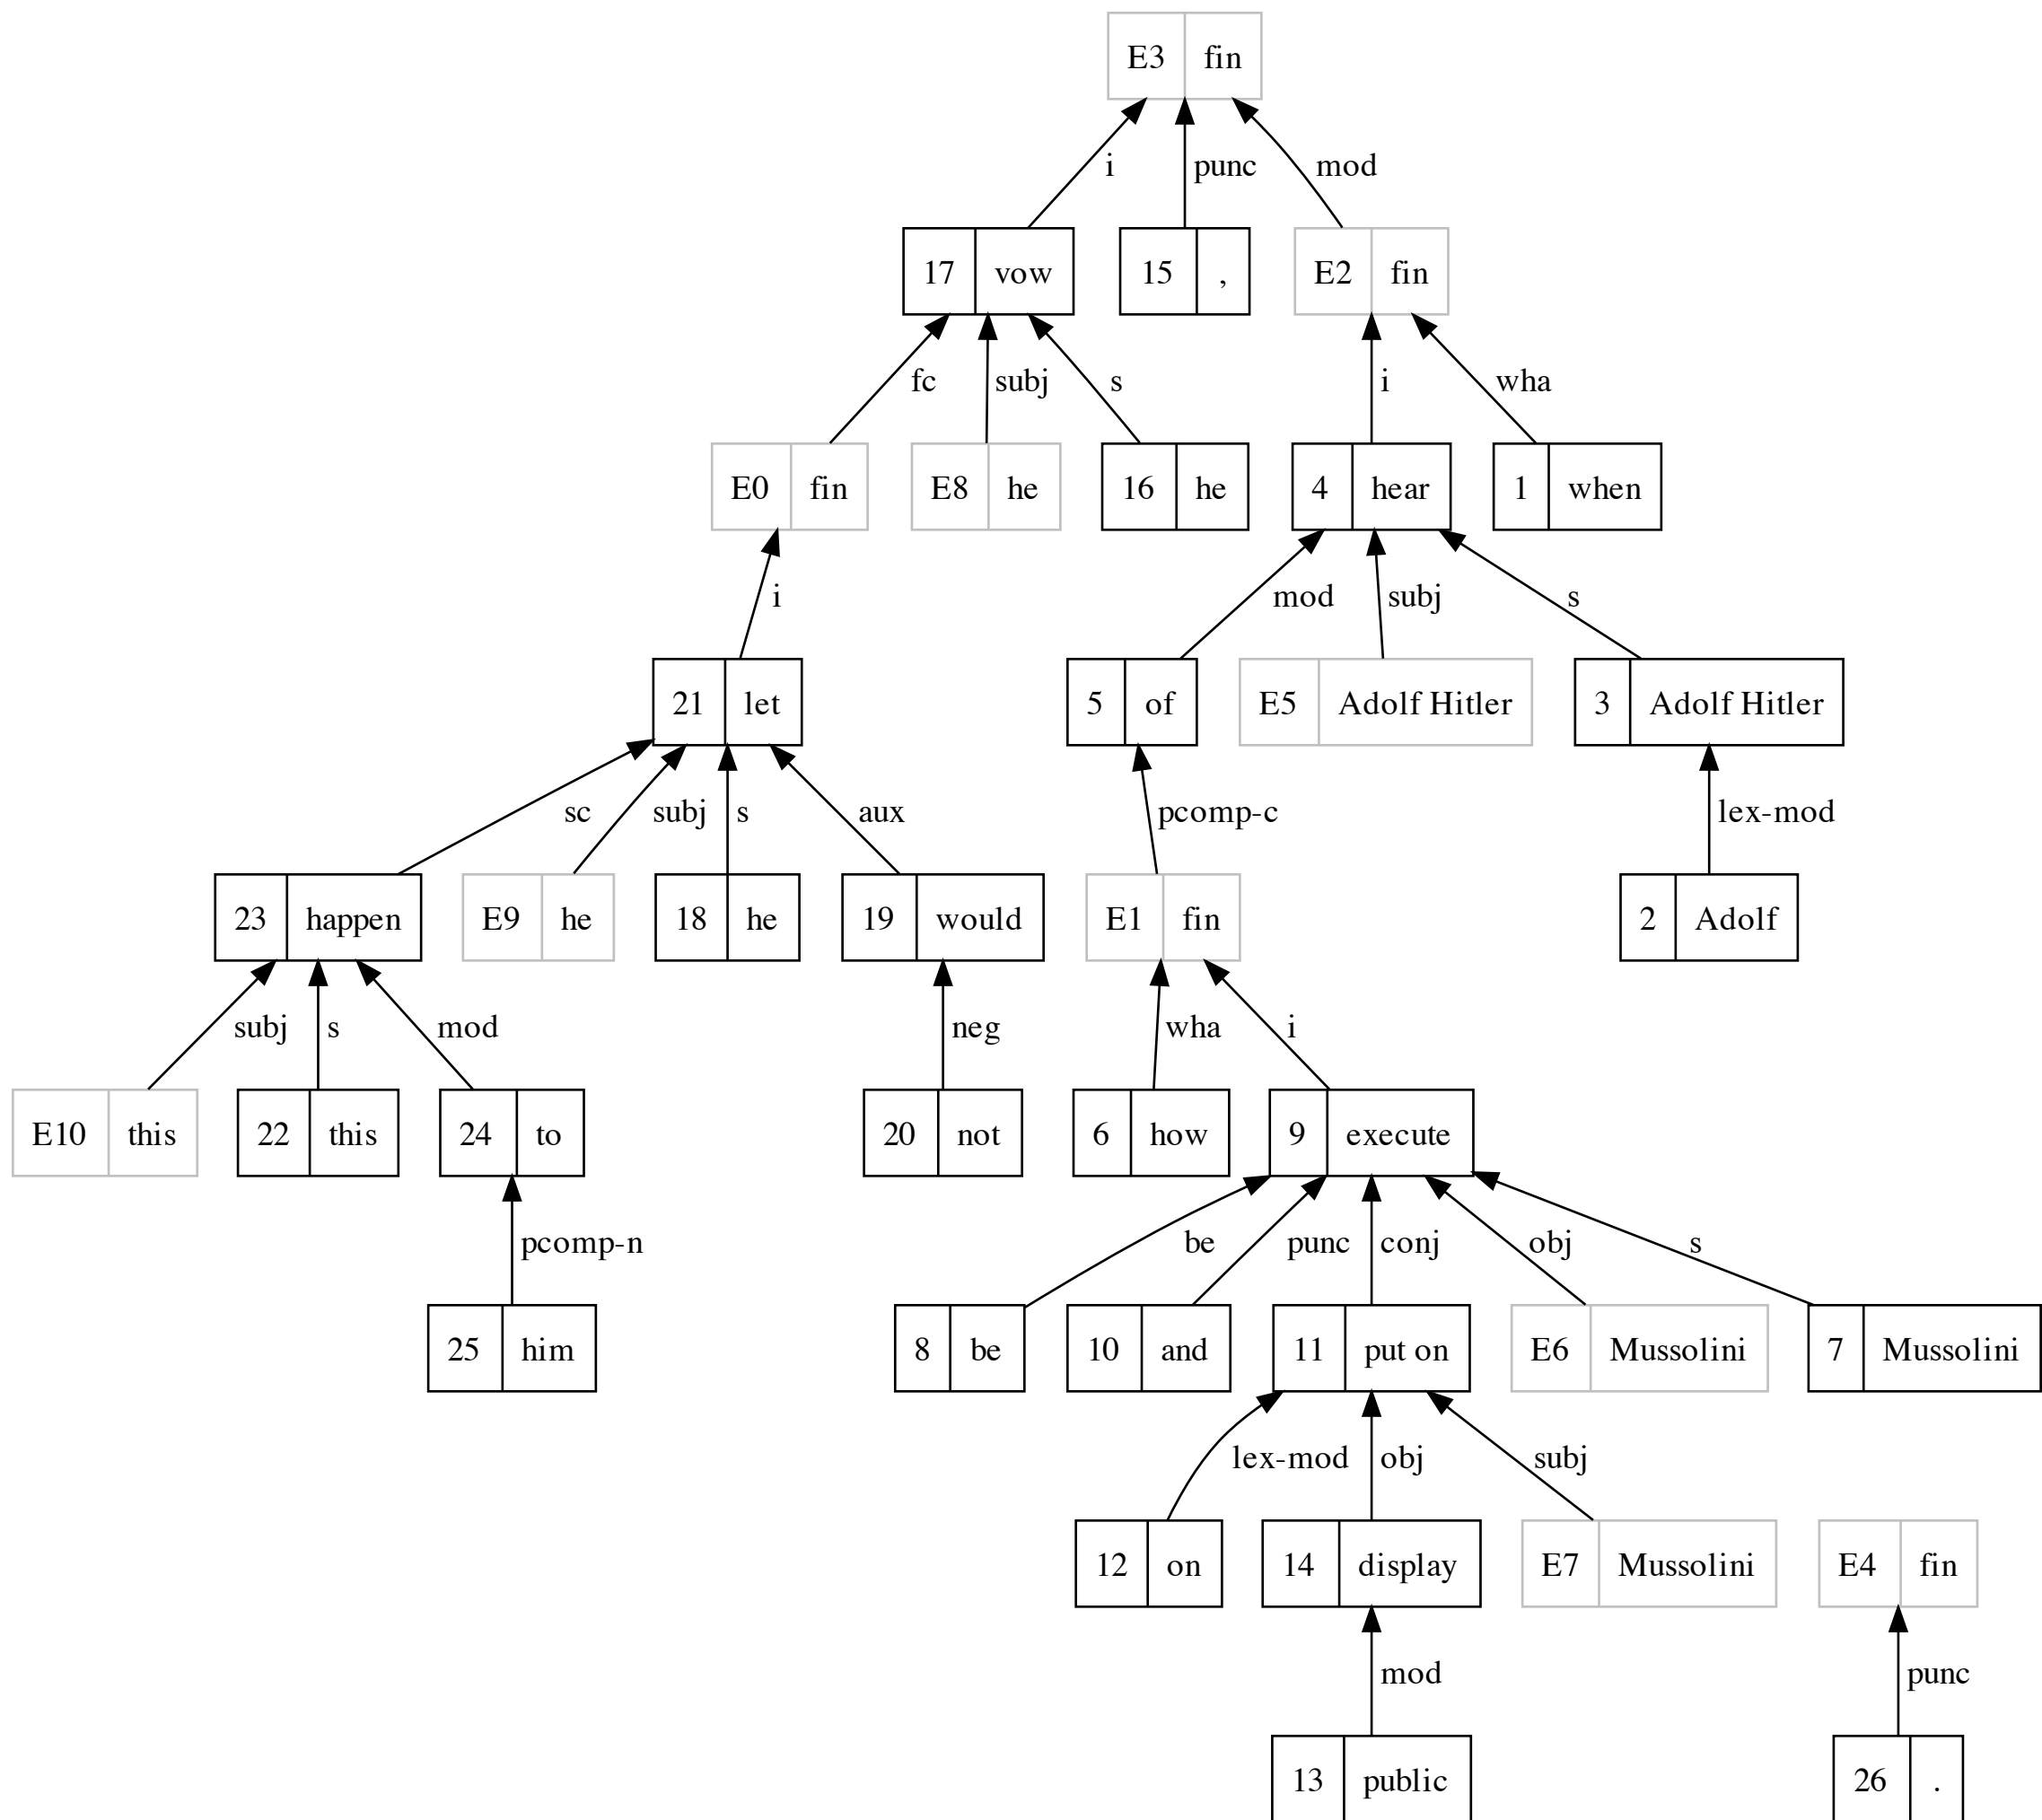 E3 fin
i punc mod
17 vow 15 , E2 fin
fc subj s i wha
E0 fin E8 he 16 he 4 hear 1 when
i mod subj s
21 let 5 of E5 Adolf Hitler 3 Adolf Hitler
sc subj s aux pcomp-c lex-mod
23 happen E9 he 18 he 19 would E1 fin 2 Adolf
subj s mod neg wha i
E10 this 22 this 24 to 20 not 6 how 9 execute
pcomp-n be punc conj obj s
25 him 8 be 10 and 11 put on E6 Mussolini 7 Mussolini
lex-mod obj subj
12 on 14 display E7 Mussolini E4 fin
mod punc
13 public 26 .